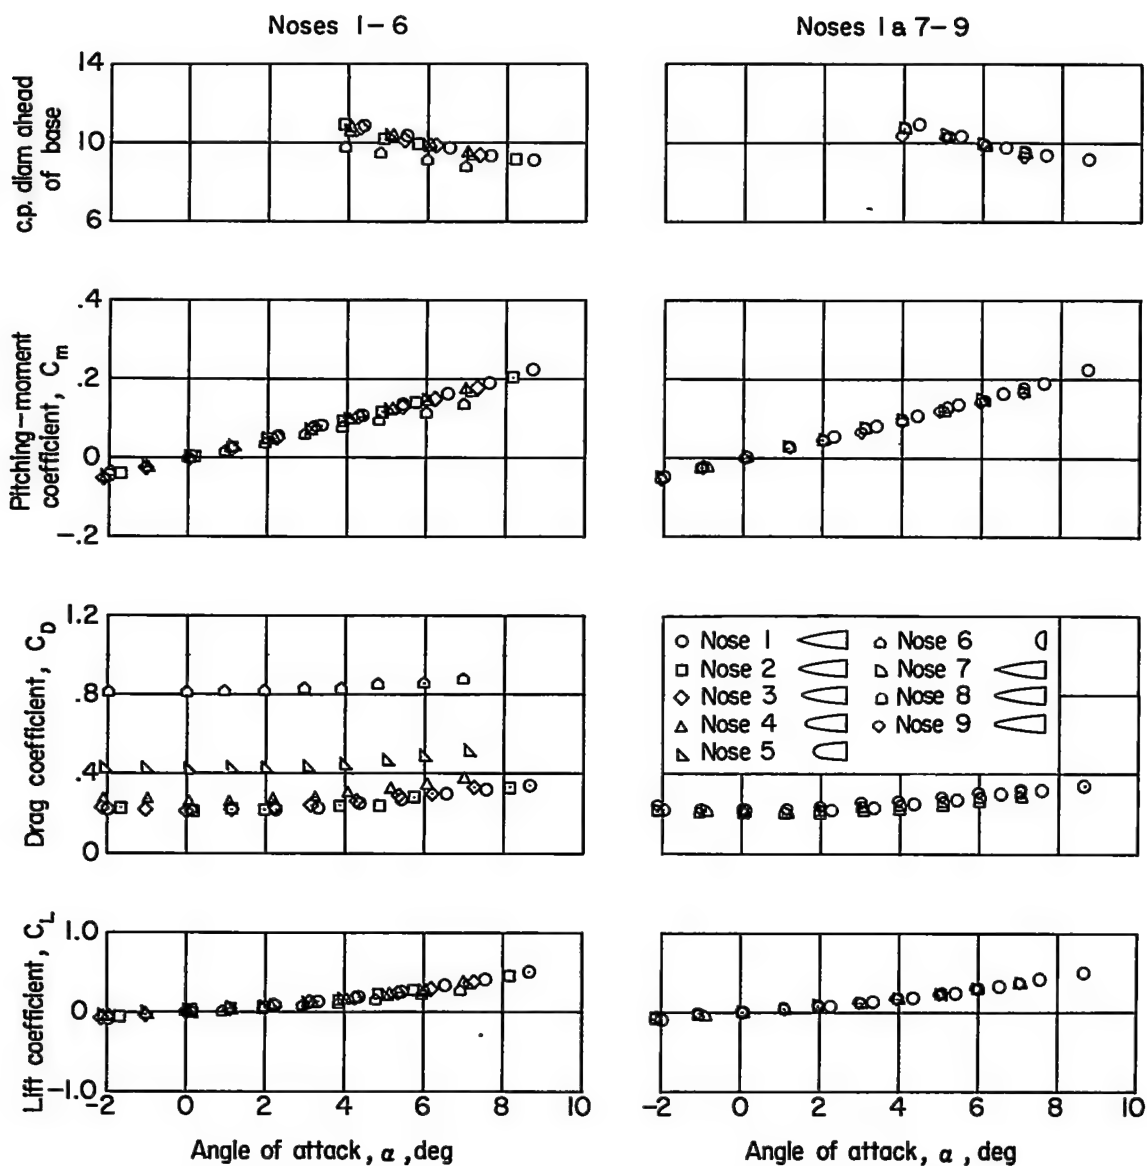 Noses 1-6
Noses 1 & 7-9
c.p. diam ahead
of base
14
10
6
Pitching-moment
coefficient, Cm
.4
.2
0
-.2
Drag coefficient, CD
1.2
.8
.4
0
Nose 1
Nose 2
Nose 3
Nose 4
Nose 5
Nose 6
Nose 7
Nose 8
Nose 9
Lift coefficient, CL
1.0
0
-1.0
-2 0 2 4 6 8 10
-2 0 2 4 6 8 10
Angle of attack, α, deg
Angle of attack, α, deg